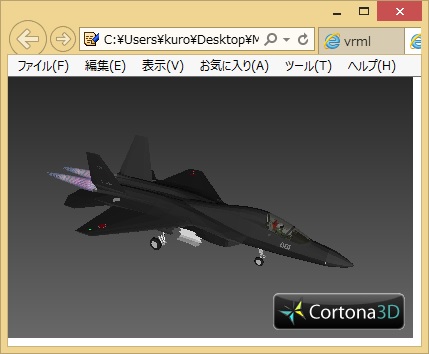 C:¥Users¥kuro¥Desktop¥M
vrml
ファイル(F) 編集(E) 表示(V) お気に入り(A) ツール(T) ヘルプ(H)
001
Cortona3D